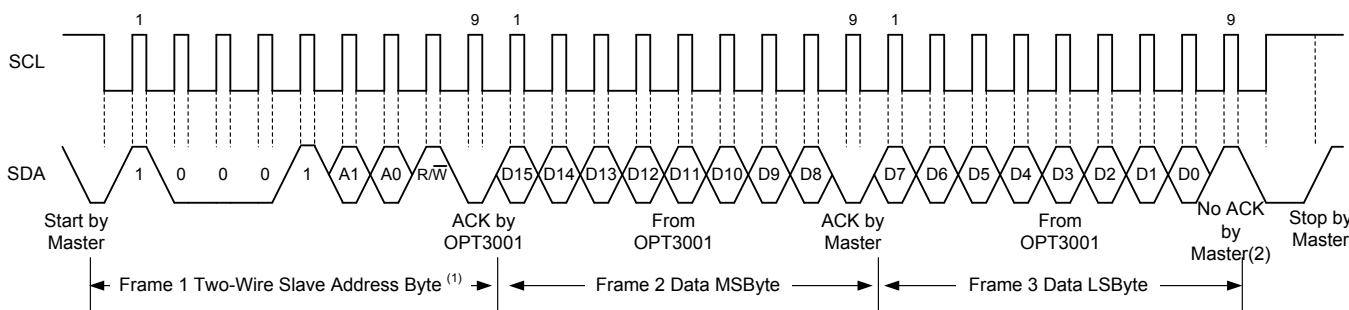 1 9 1 9 1 9
SCL
SDA
1 0 0 0 1 A1 A0 R/W̅ D15 D14 D13 D12 D11 D10 D9 D8 D7 D6 D5 D4 D3 D2 D1 D0
Start by
Master
ACK by
OPT3001
From
OPT3001
ACK by
Master
From
OPT3001
No ACK
by
Master(2)
Stop by
Master
Frame 1 Two-Wire Slave Address Byte (1)
Frame 2 Data MSByte
Frame 3 Data LSByte